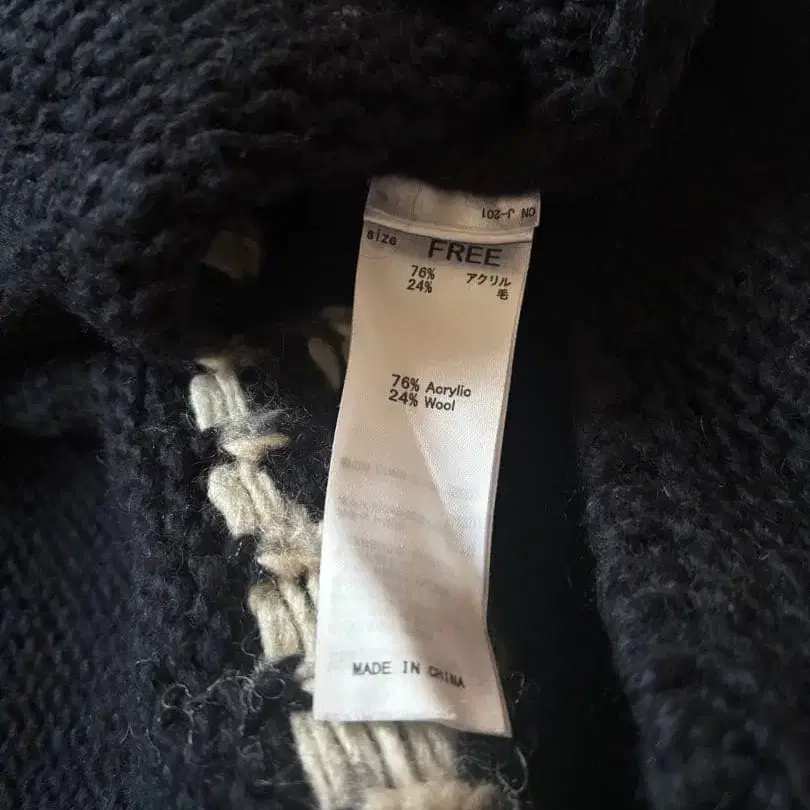 CN J-201
size FREE
76% アクリル
24% 毛
76% Acrylic
24% Wool
MADE IN CHINA